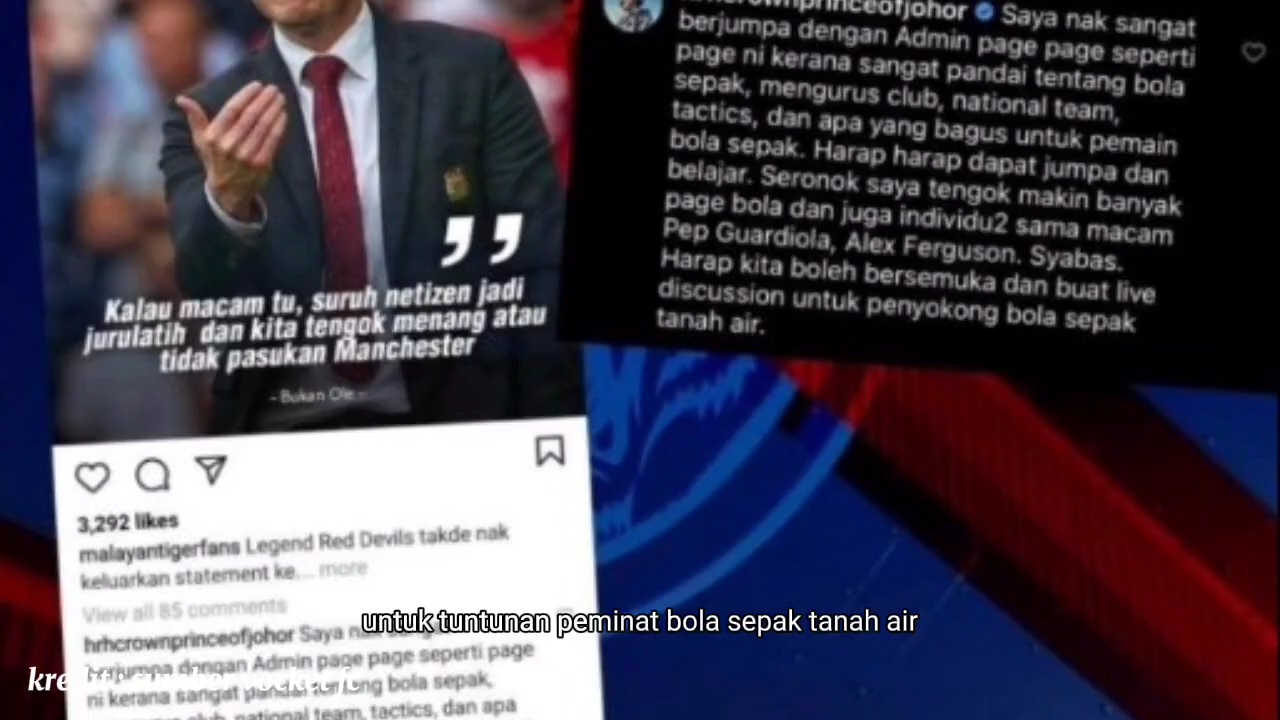 ”
Kalau macam tu, suruh netizen jadi
jurulatih dan kita tengok menang atau
tidak pasukan Manchester
- Bukan Ole -
3,292 likes
malayantigerfans Legend Red Devils takde nak
keluarkan statement ke... more
View all 85 comments
hrhcrownprinceofjohor Saya nak
berjumpa dengan Admin page page seperti page
ni kerana sangat pandai tentang bola sepak,
club, national team, tactics, dan apa
hrhcrownprinceofjohor Saya nak sangat
berjumpa dengan Admin page page seperti
page ni kerana sangat pandai tentang bola
sepak, mengurus club, national team,
tactics, dan apa yang bagus untuk pemain
bola sepak. Harap harap dapat jumpa dan
belajar. Seronok saya tengok makin banyak
page bola dan juga individu2 sama macam
Pep Guardiola, Alex Ferguson. Syabas.
Harap kita boleh bersemuka dan buat live
discussion untuk penyokong bola sepak
tanah air.
untuk tuntunan peminat bola sepak tanah air